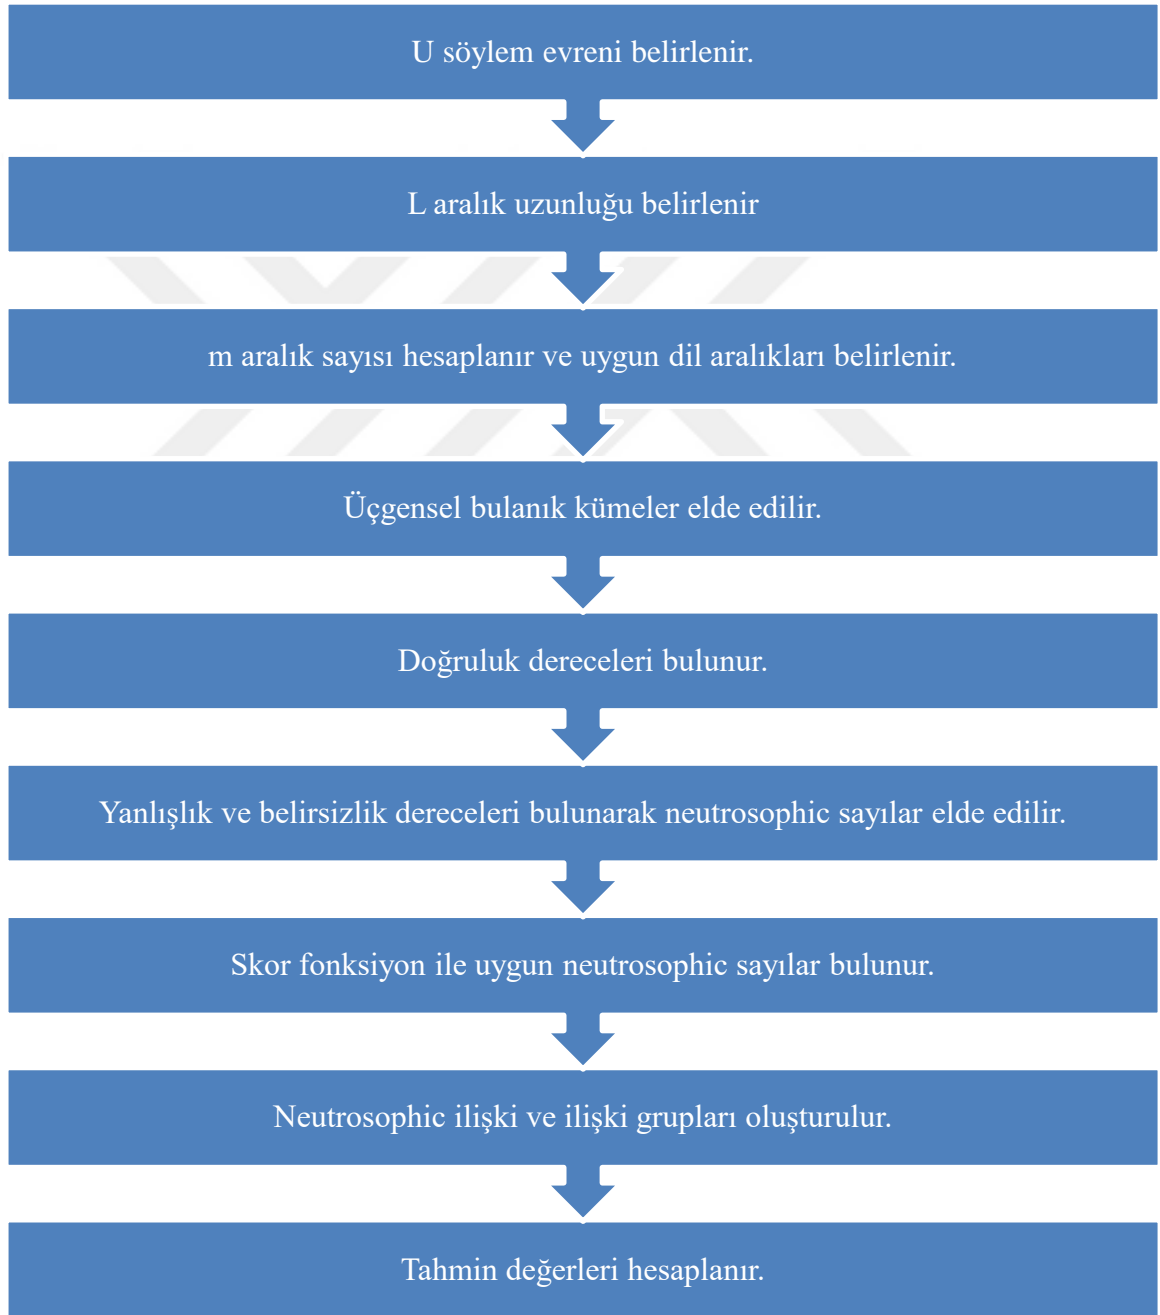 U söylem evreni belirlenir.
L aralık uzunluğu belirlenir
m aralık sayısı hesaplanır ve uygun dil aralıkları belirlenir.
Üçgensel bulanık kümeler elde edilir.
Doğruluk dereceleri bulunur.
Yanlışlık ve belirsizlik dereceleri bulunarak neutrosophic sayılar elde edilir.
Skor fonksiyon ile uygun neutrosophic sayılar bulunur.
Neutrosophic ilişki ve ilişki grupları oluşturulur.
Tahmin değerleri hesaplanır.